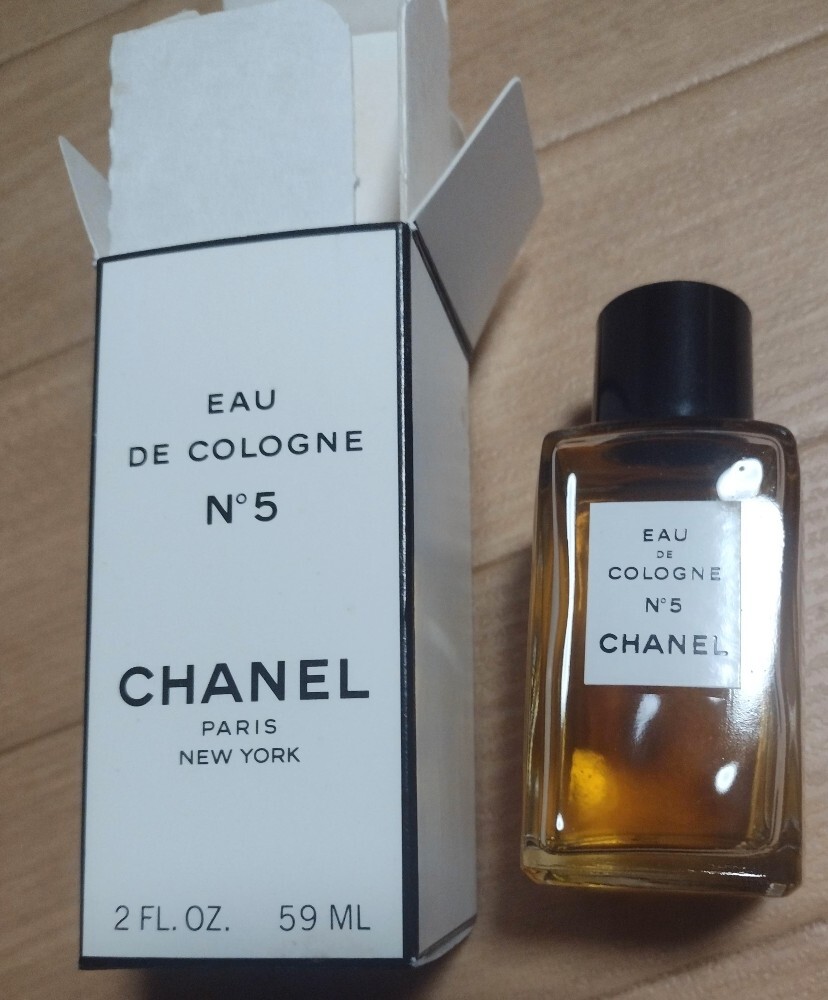 EAU
DE COLOGNE
N°5
CHANEL
PARIS
NEW YORK
2 FL. OZ. 59 ML
EAU
DE
COLOGNE
N°5
CHANEL